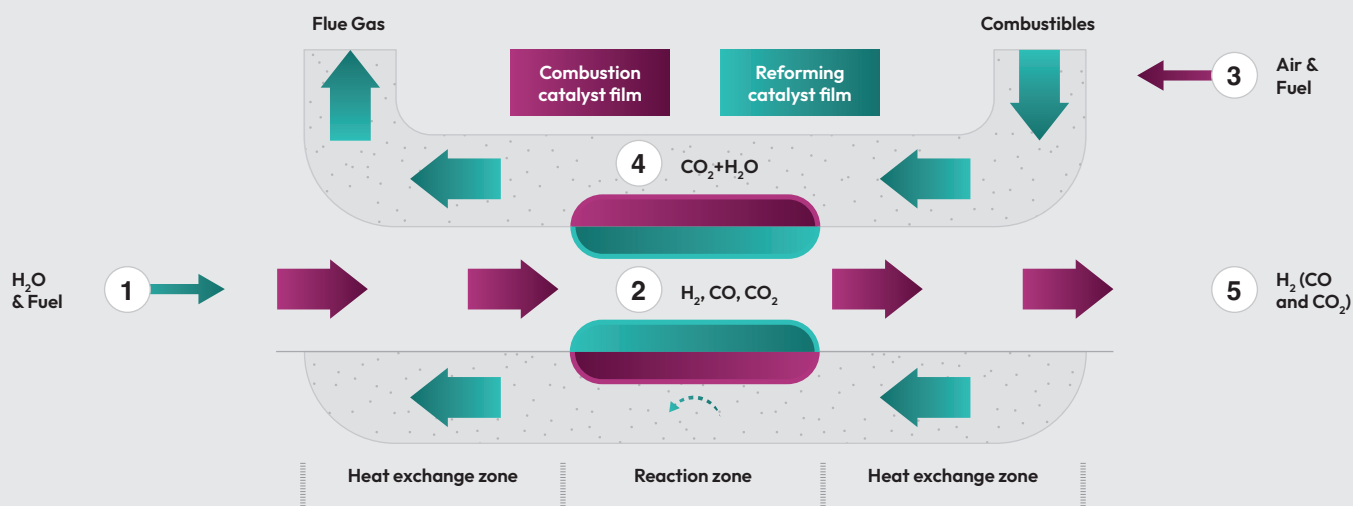 Flue Gas
Combustibles
Combustion
catalyst film
Reforming
catalyst film
3
Air &
Fuel
4
CO₂+H₂O
H₂O
& Fuel
1
2
H₂, CO, CO₂
5
H₂ (CO
and CO₂)
Heat exchange zone
Reaction zone
Heat exchange zone